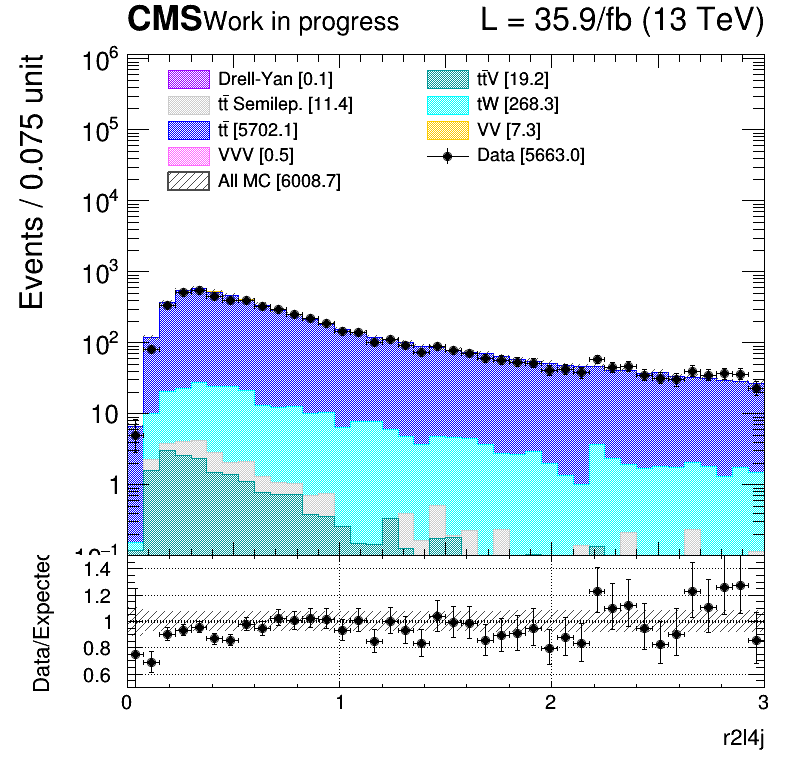 CMS Work in progress L = 35.9/fb (13 TeV)
Events / 0.075 unit
10⁶
10⁵
10⁴
10³
10²
10
1
10⁻¹
Drell-Yan [0.1]
tt̄ Semilep. [11.4]
tt̄ [5702.1]
VVV [0.5]
All MC [6008.7]
tt̄V [19.2]
tW [268.3]
VV [7.3]
Data [5663.0]
Data/Expected
1.4
1.2
1
0.8
0.6
0 1 2 3
r2l4j